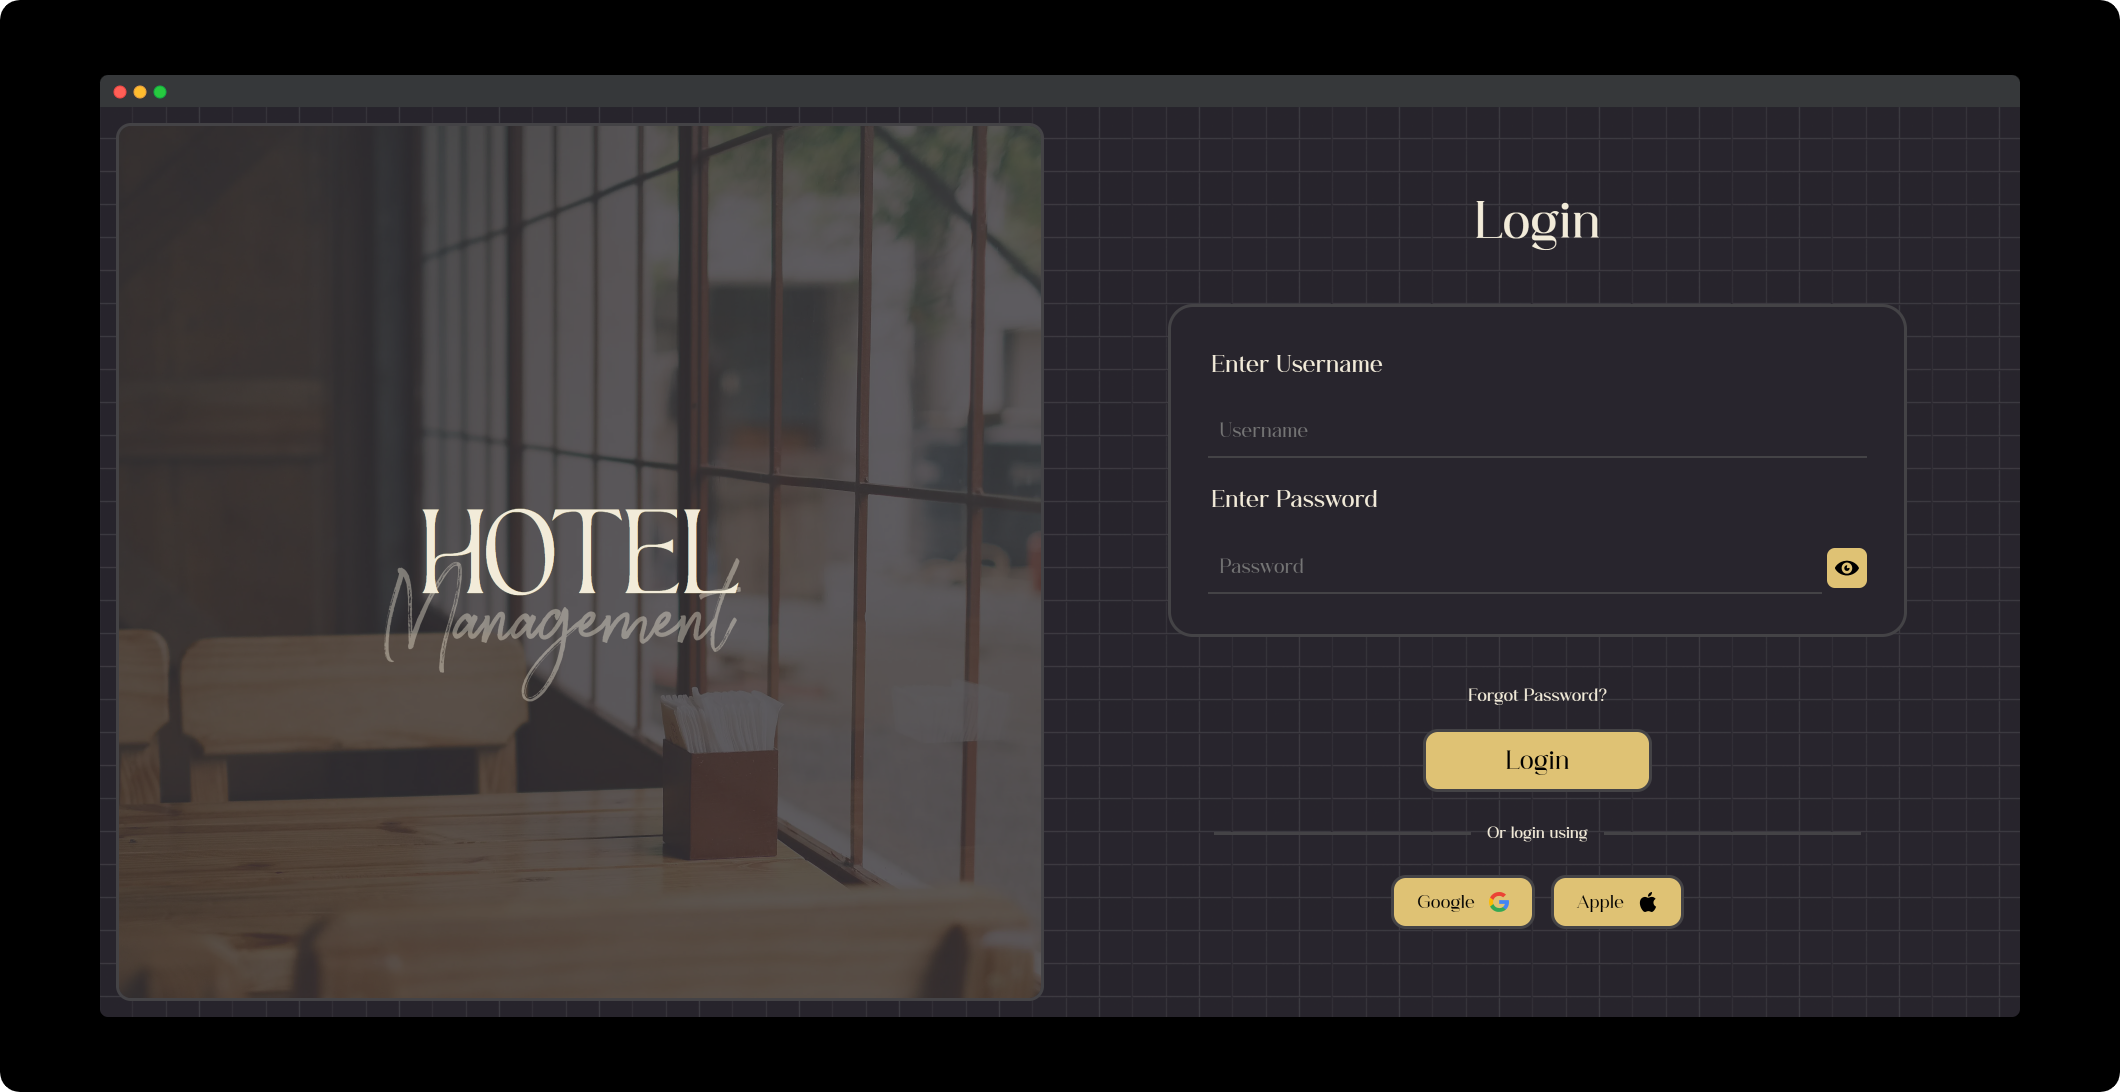 HOTEL
Management
Login
Enter Username
Username
Enter Password
Password
Forgot Password?
Login
Or login using
Google
Apple